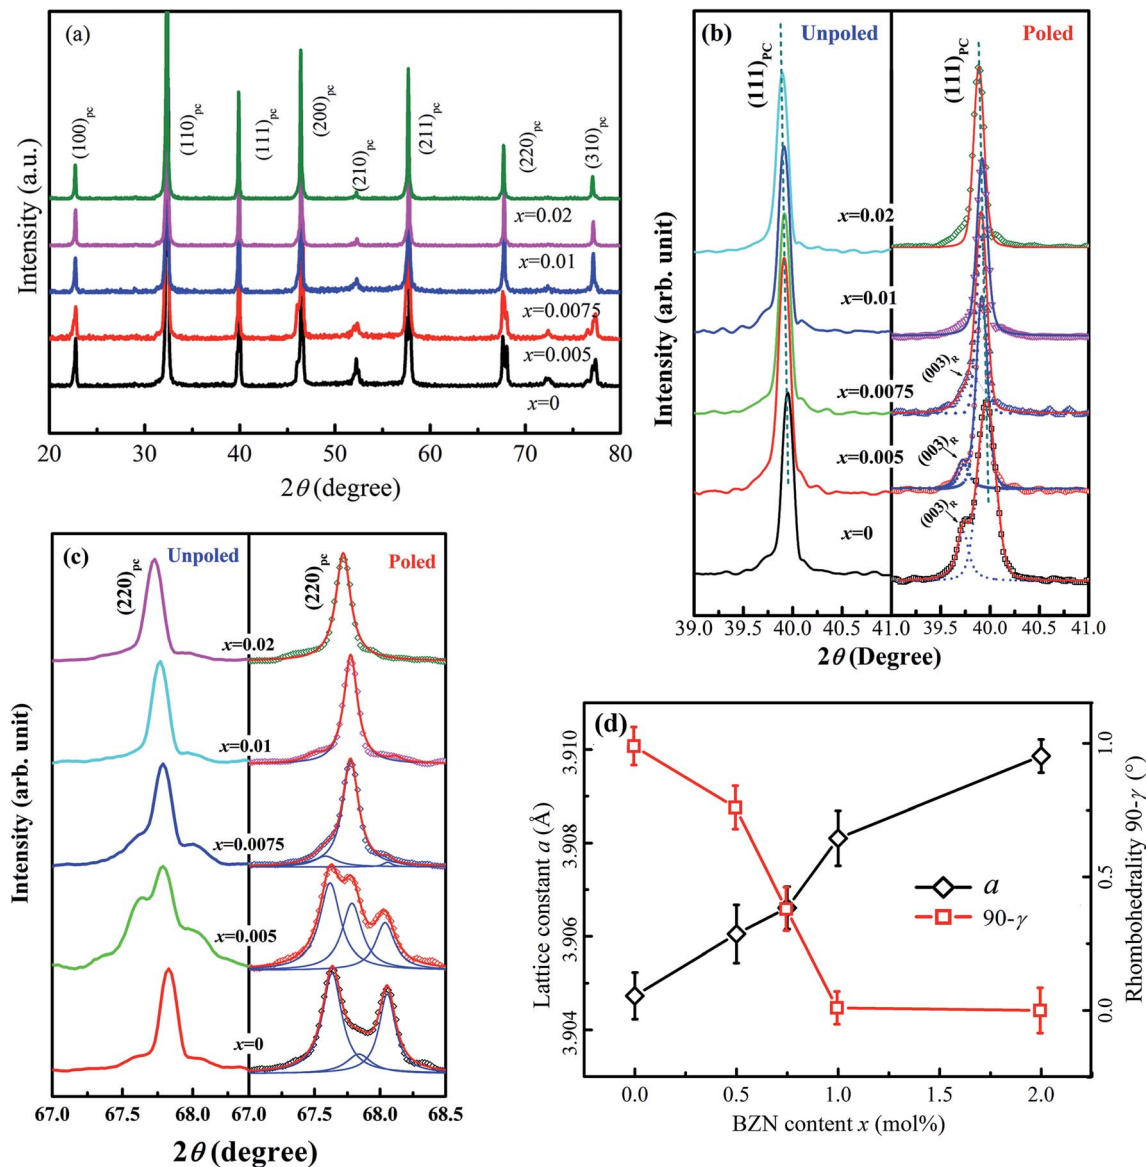 (a)
Intensity (a.u.)
(100)pc
(110)pc
(111)pc
(200)pc
(210)pc
(211)pc
(220)pc
(310)pc
x=0.02
x=0.01
x=0.0075
x=0.005
x=0
20 30 40 50 60 70 80
2θ (degree)
(b)
Unpoled
Poled
Intensity (arb. unit)
(111)PC
(111)PC
x=0.02
x=0.01
x=0.0075
x=0.005
x=0
(003)R
(003)R
(003)R
39.0 39.5 40.0 41.0 39.5 40.0 41.0
2θ (Degree)
(c)
Unpoled
Poled
Intensity (arb. unit)
(220)pc
(220)pc
x=0.02
x=0.01
x=0.0075
x=0.005
x=0
67.0 67.5 68.0 67.0 67.5 68.0 68.5
2θ (degree)
(d)
Lattice constant a (Å)
3.910
3.908
3.906
3.904
Rhombohedrality 90-γ (°)
1.0
0.5
0.0
a
90-γ
0.0 0.5 1.0 1.5 2.0
BZN content x (mol%)